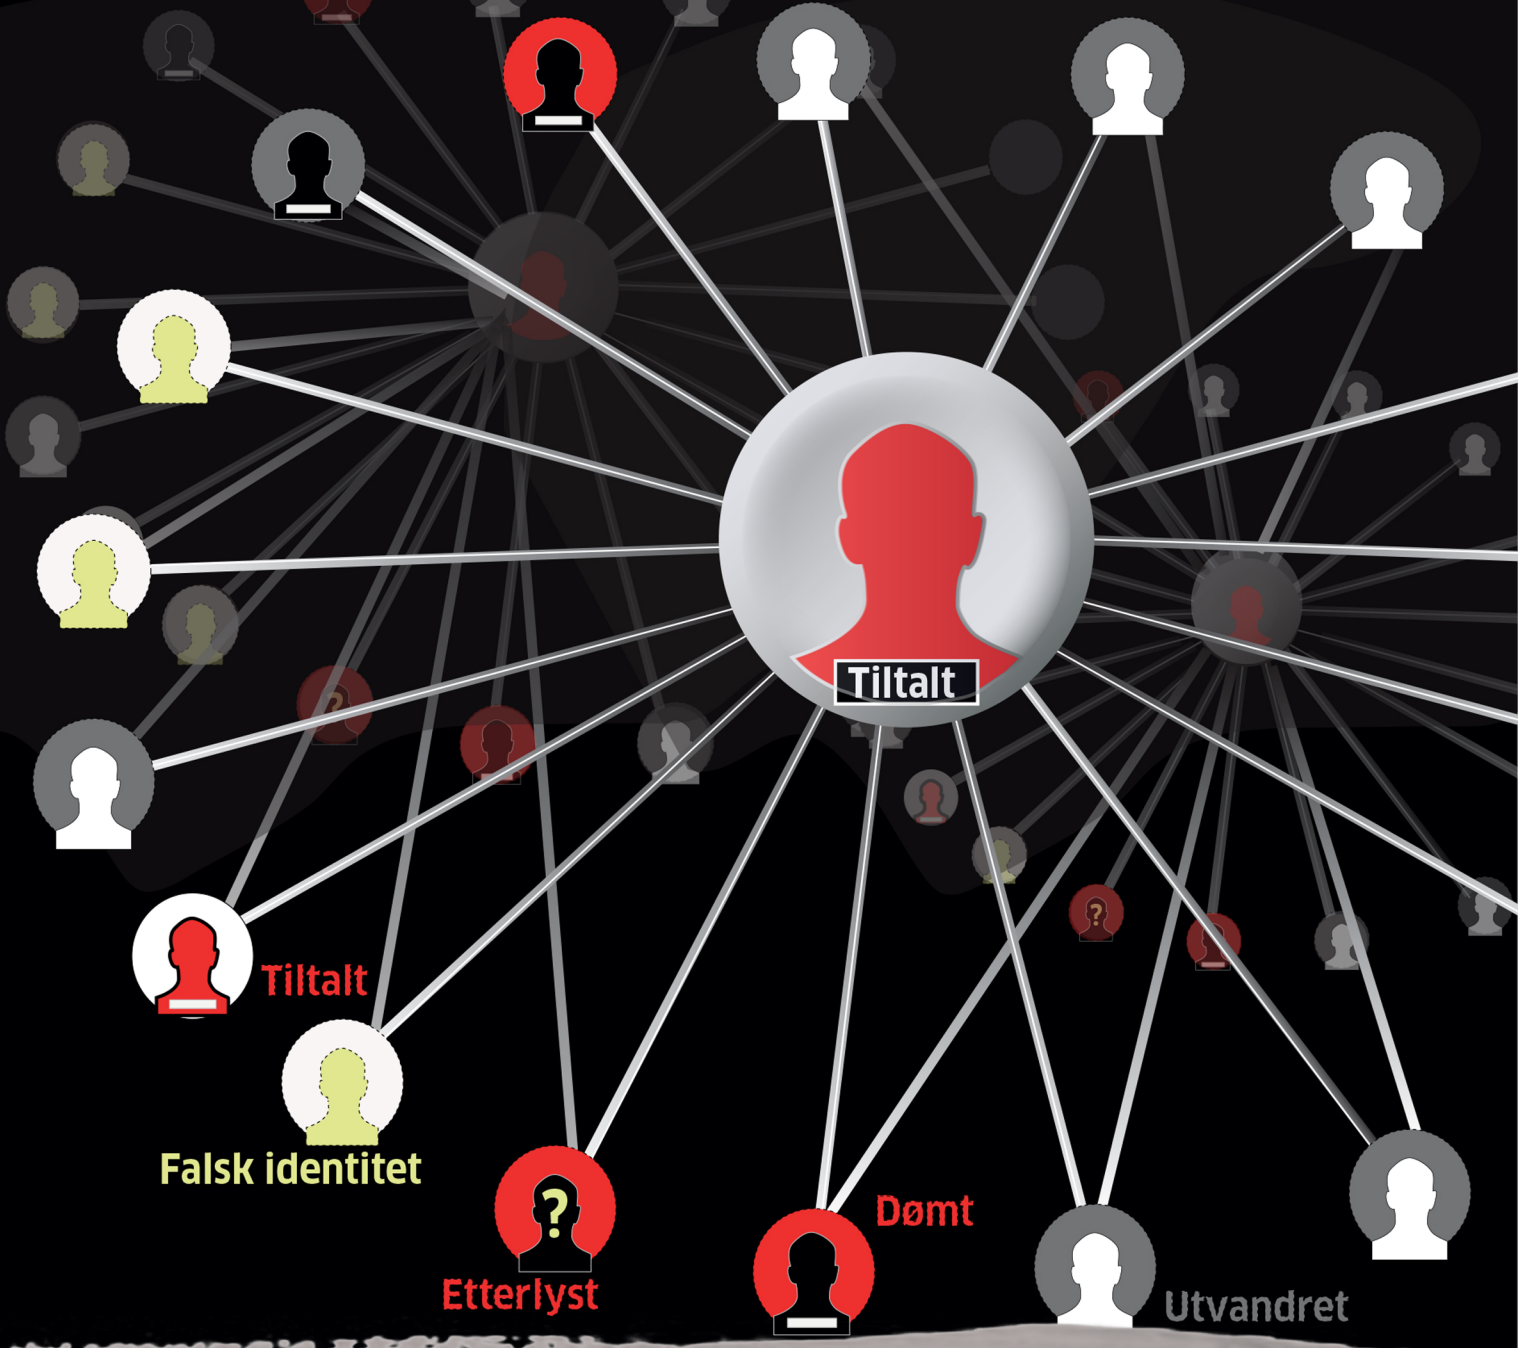 Tiltalt
Tiltalt
Falsk identitet
?
Etterlyst
Dømt
Utvandret
?
?